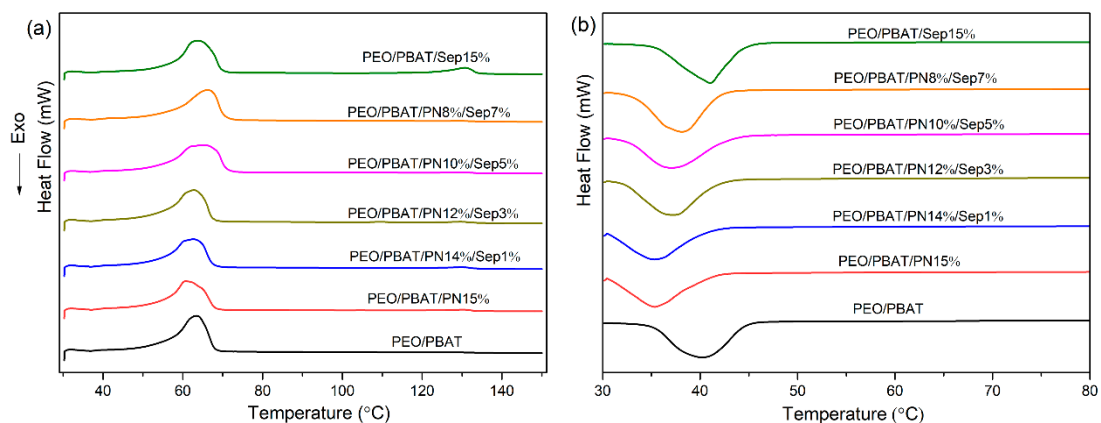 (a)
PEO/PBAT/Sep15%
PEO/PBAT/PN8%/Sep7%
PEO/PBAT/PN10%/Sep5%
PEO/PBAT/PN12%/Sep3%
PEO/PBAT/PN14%/Sep1%
PEO/PBAT/PN15%
PEO/PBAT
Exo
Heat Flow (mW)
40 60 80 100 120 140
Temperature (°C)
(b)
PEO/PBAT/Sep15%
PEO/PBAT/PN8%/Sep7%
PEO/PBAT/PN10%/Sep5%
PEO/PBAT/PN12%/Sep3%
PEO/PBAT/PN14%/Sep1%
PEO/PBAT/PN15%
PEO/PBAT
Heat Flow (mW)
30 40 50 60 70 80
Temperature (°C)